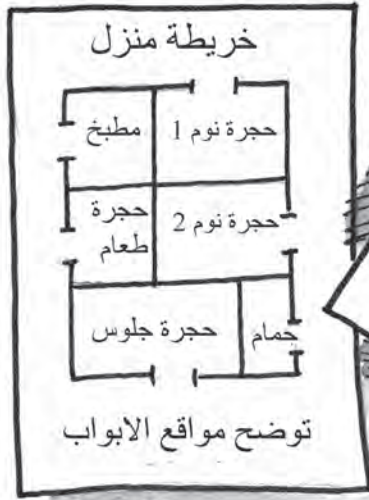 خريطة منزل
حجرة نوم 1
مطبخ
حجرة نوم 2
حجرة
طعام
حجرة جلوس
حمام
توضح مواقع الابواب